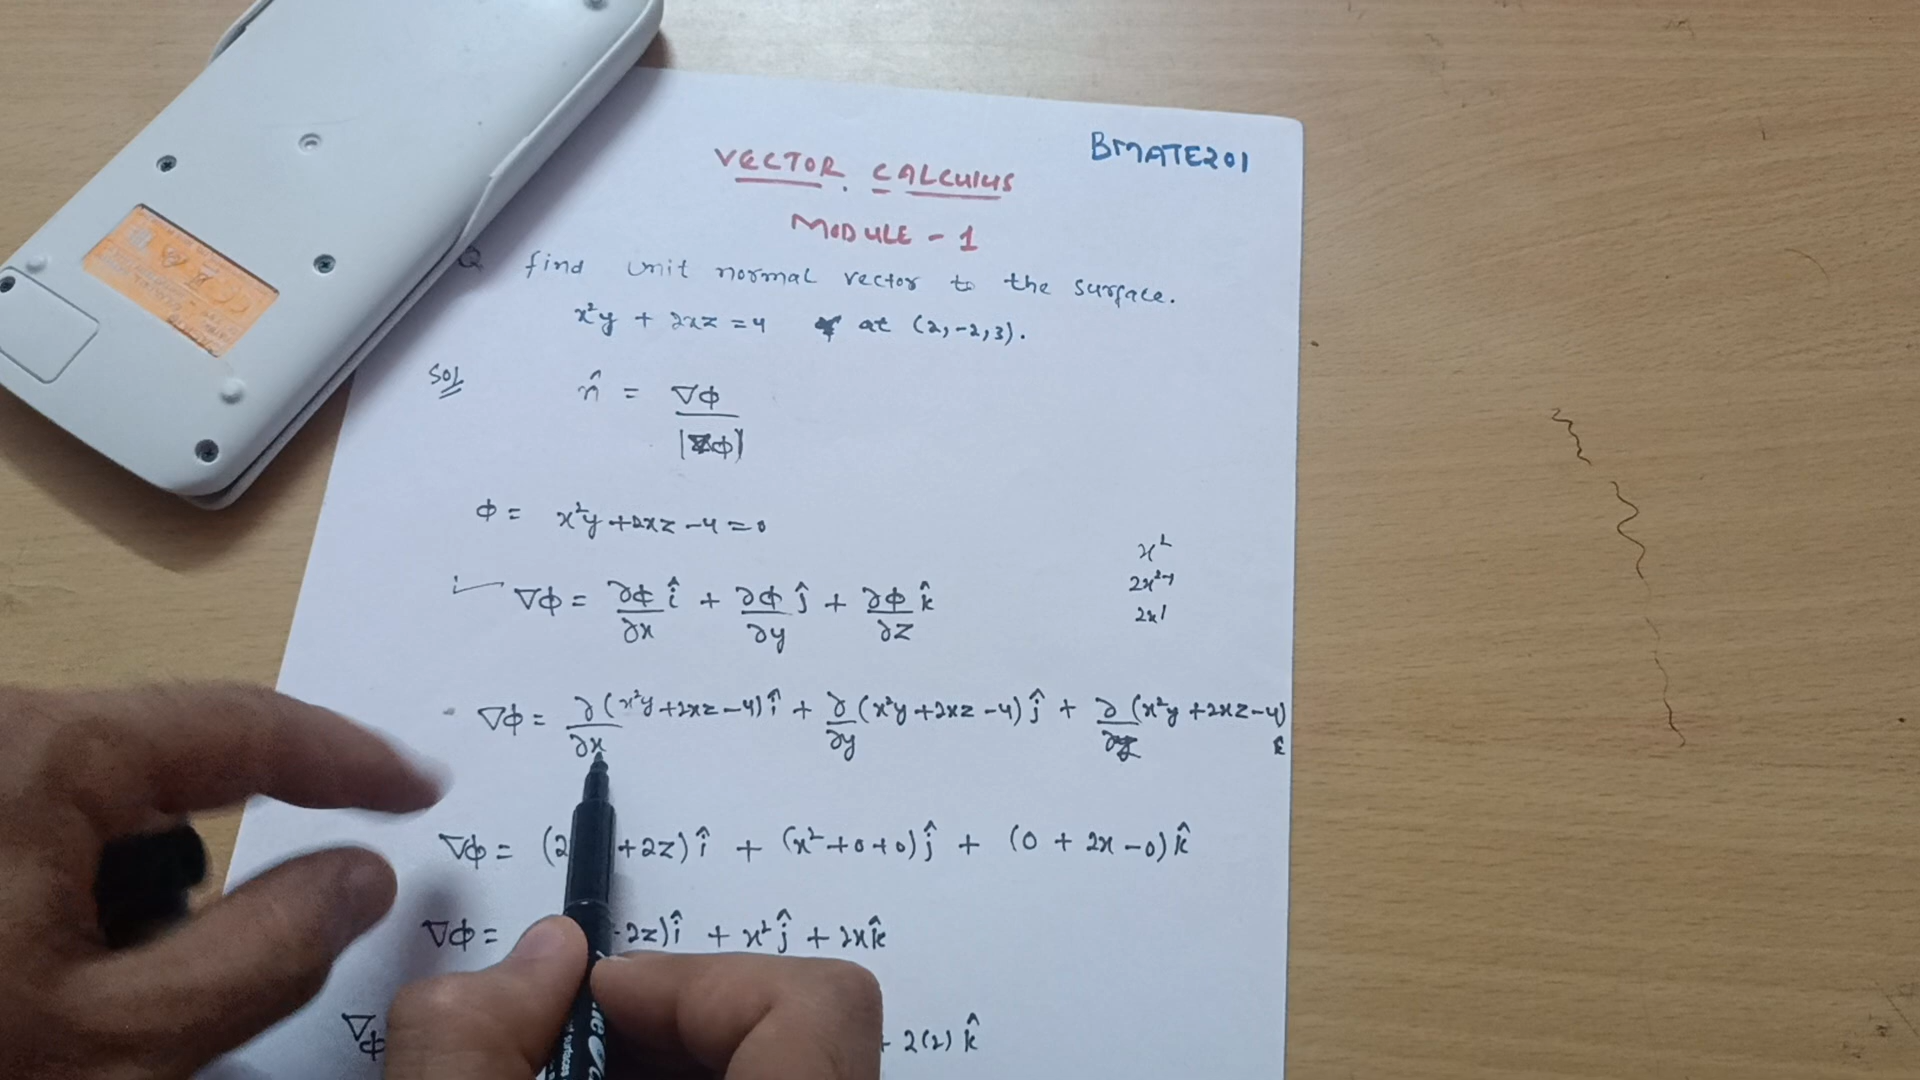 BMATE201
VECTOR CALCULUS
MODULE - 1
Q find unit normal vector to the surface.
x²y + 2xz = 4 at (2,-2,3).
Sol n̂ = ∇ϕ / |∇ϕ|
ϕ = x²y + 2xz - 4 = 0
x²
2x²⁻¹
2x¹
∇ϕ = ∂ϕ/∂x î + ∂ϕ/∂y ĵ + ∂ϕ/∂z k̂
∇ϕ = ∂/∂x (x²y + 2xz - 4) î + ∂/∂y (x²y + 2xz - 4) ĵ + ∂/∂z (x²y + 2xz - 4) k̂
∇ϕ = (2 + 2z) î + (x² + 0 + 0) ĵ + (0 + 2x - 0) k̂
∇ϕ = 2z) î + x² ĵ + 2x k̂
∇ϕ + 2(2) k̂